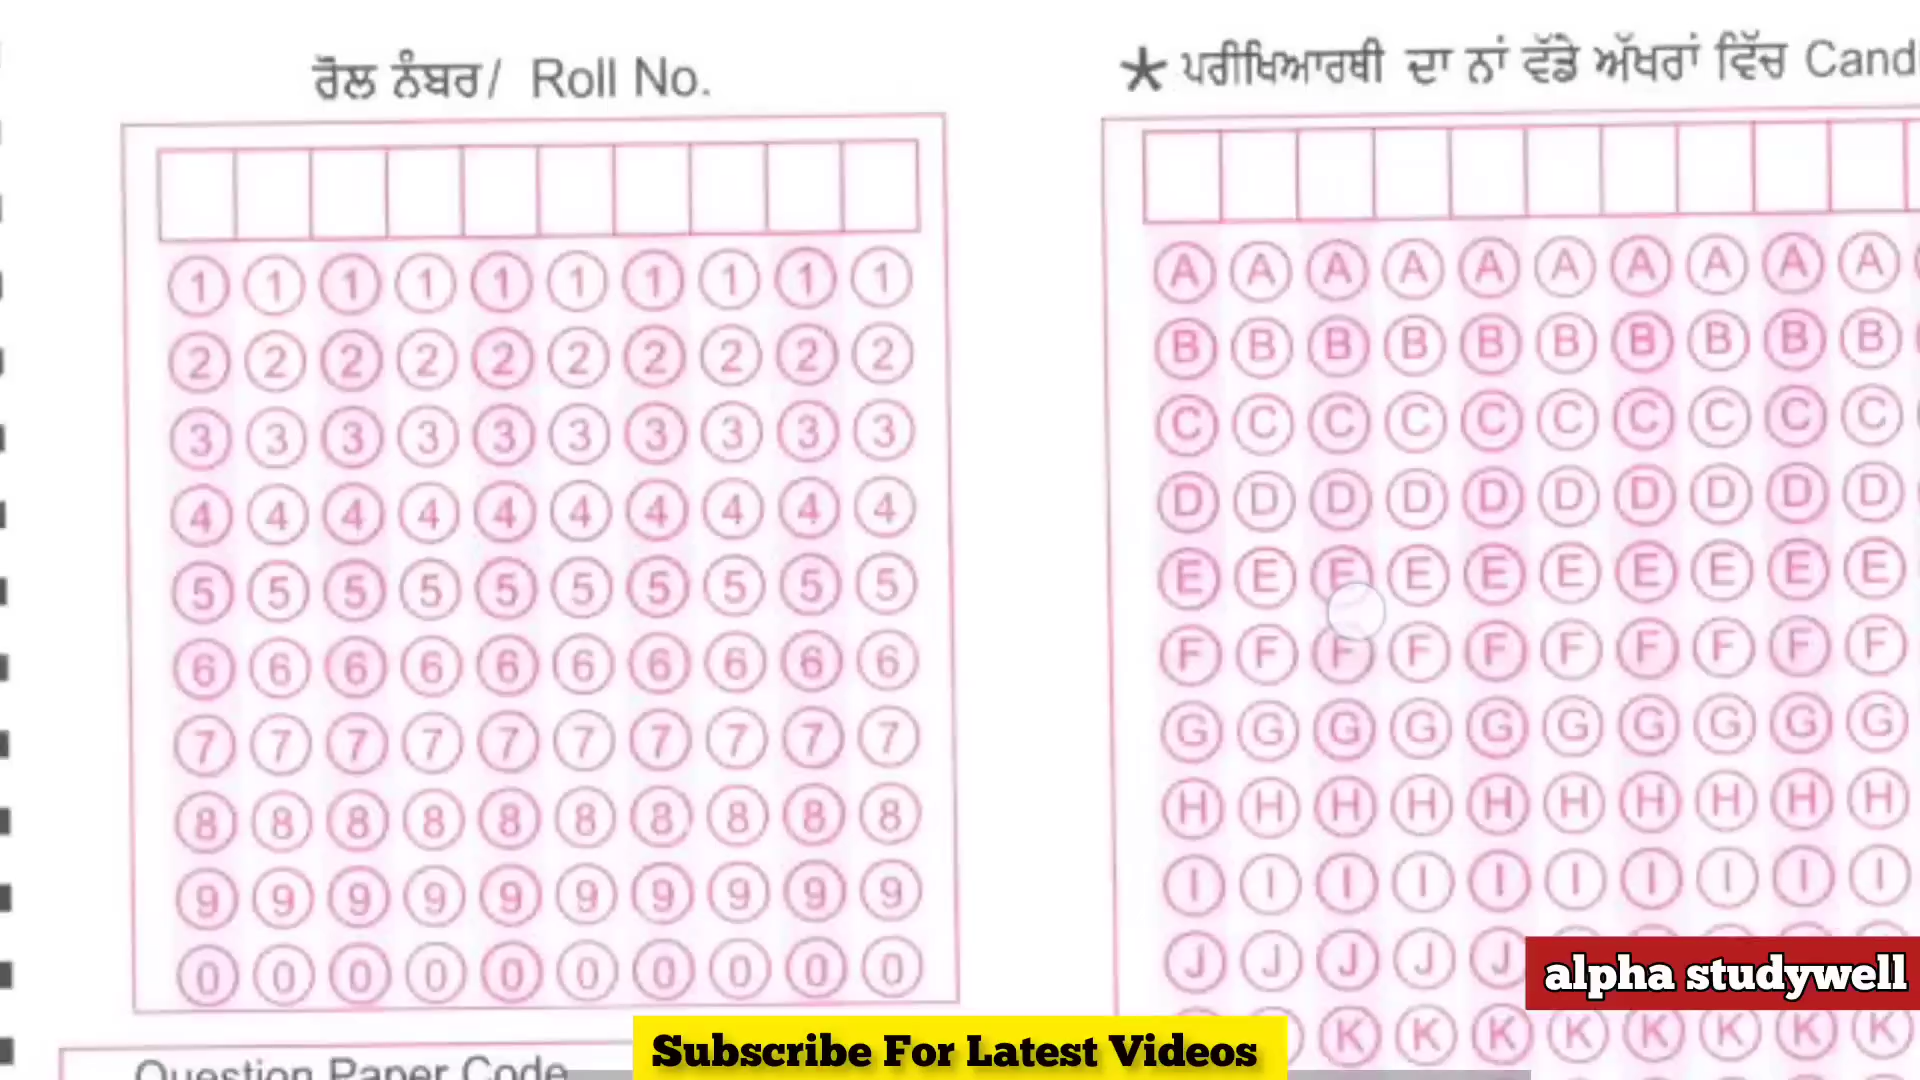 ਰੋਲ ਨੰਬਰ/ Roll No.
1 1 1 1 1 1 1 1 1 1
2 2 2 2 2 2 2 2 2 2
3 3 3 3 3 3 3 3 3 3
4 4 4 4 4 4 4 4 4 4
5 5 5 5 5 5 5 5 5 5
6 6 6 6 6 6 6 6 6 6
7 7 7 7 7 7 7 7 7 7
8 8 8 8 8 8 8 8 8 8
9 9 9 9 9 9 9 9 9 9
0 0 0 0 0 0 0 0 0 0
Question Paper Code
★ ਪਰੀਖਿਆਰਥੀ ਦਾ ਨਾਂ ਵੱਡੇ ਅੱਖਰਾਂ ਵਿੱਚ Cand
A A A A A A A A A A
B B B B B B B B B B
C C C C C C C C C C
D D D D D D D D D D
E E E E E E E E E E
F F F F F F F F F F
G G G G G G G G G G
H H H H H H H H H H
I I I I I I I I I I
J J J J J
K K K K K K K K
alpha studywell
Subscribe For Latest Videos